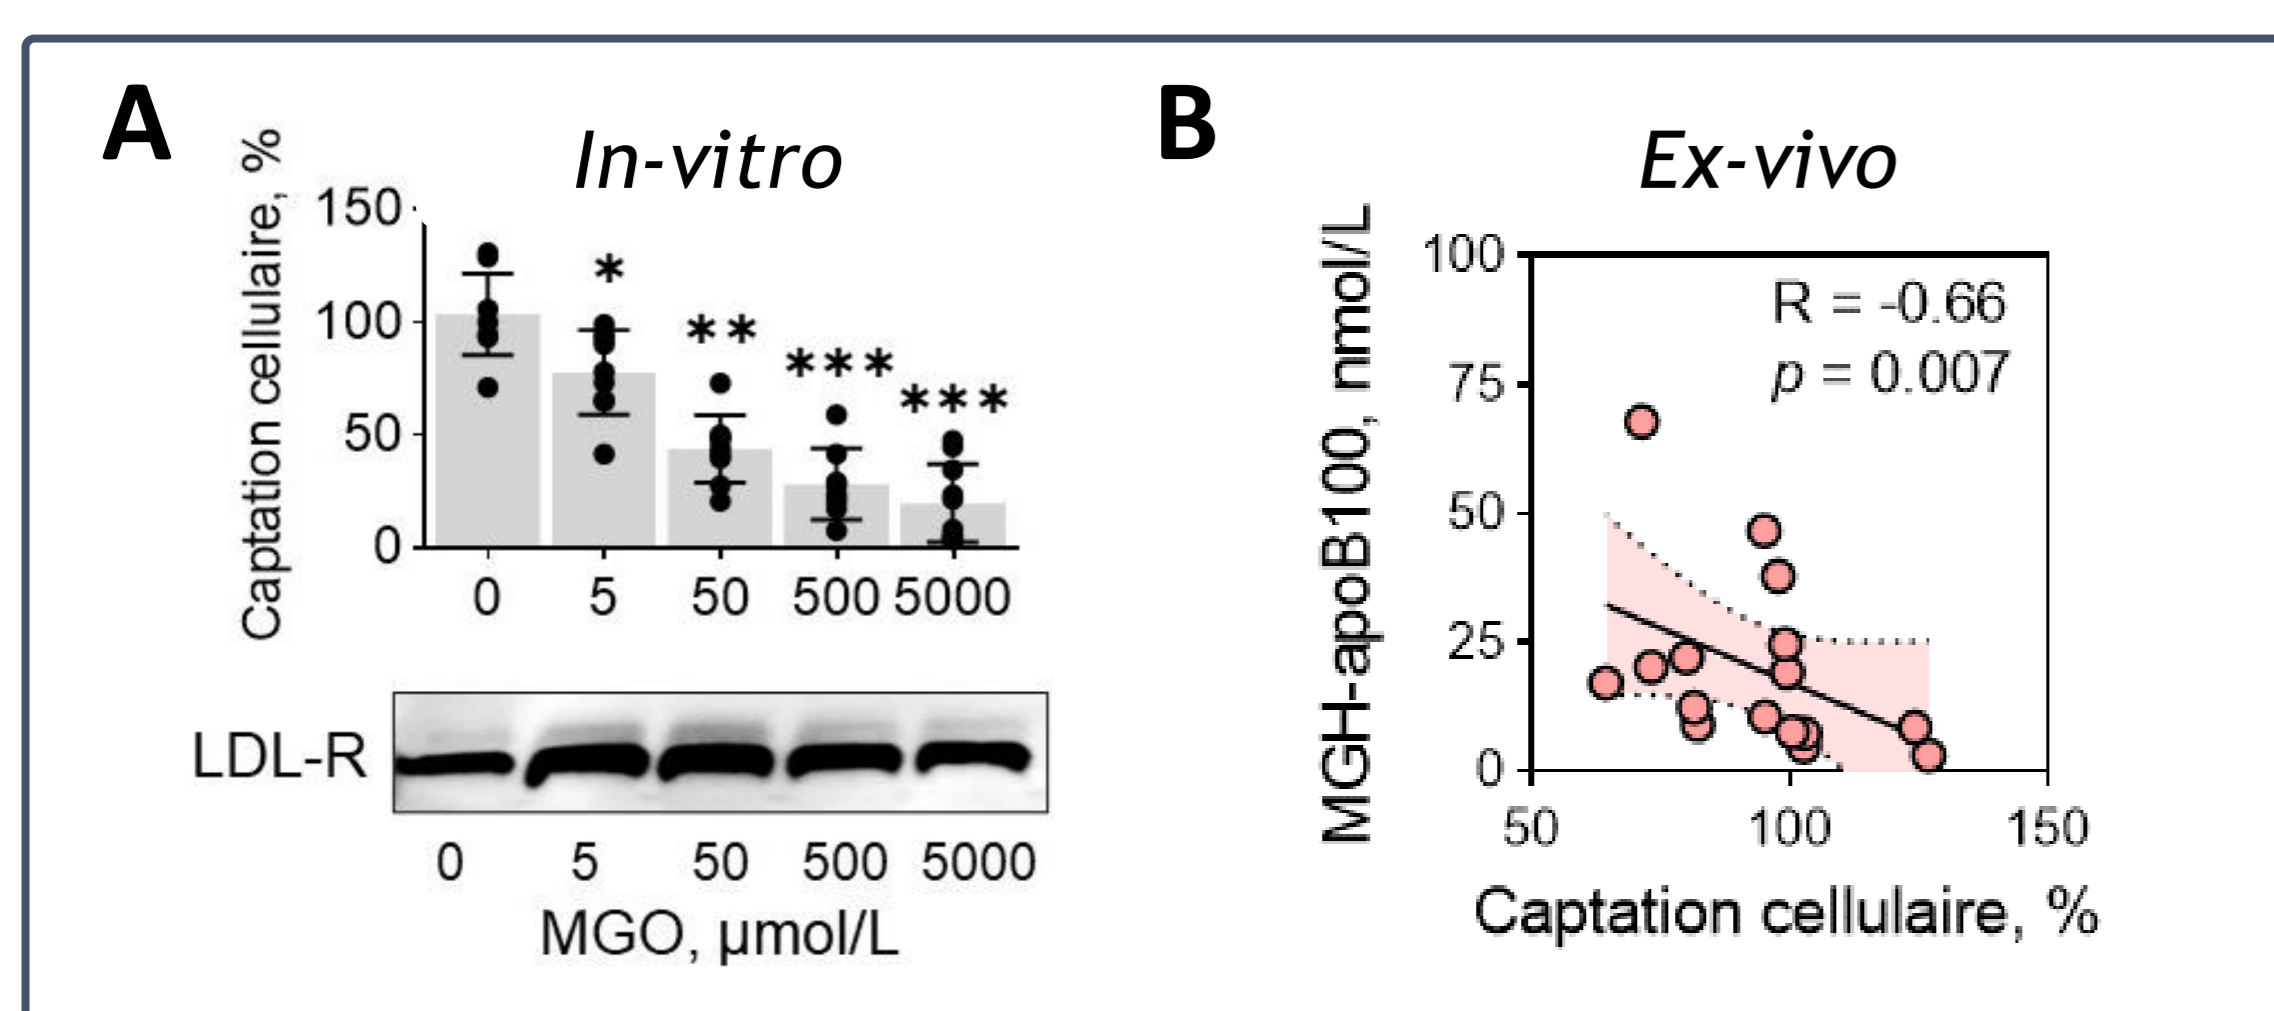 A
In-vitro
Captation cellulaire, %
150
100
50
0
*
**
***
***
0 5 50 500 5000
LDL-R
0 5 50 500 5000
MGO, µmol/L
B
Ex-vivo
MGH-apoB100, nmol/L
100
75
50
25
0
R = -0.66
p = 0.007
50 100 150
Captation cellulaire, %